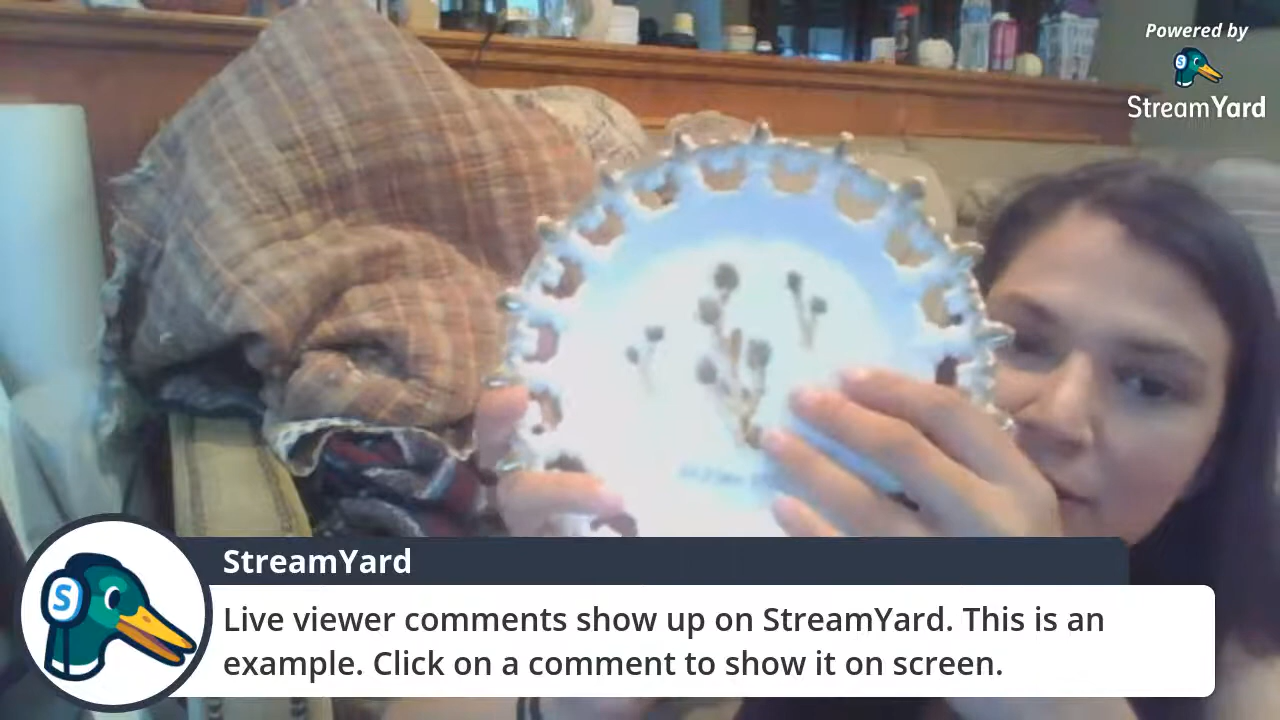 Powered by
StreamYard
StreamYard
Live viewer comments show up on StreamYard. This is an
example. Click on a comment to show it on screen.